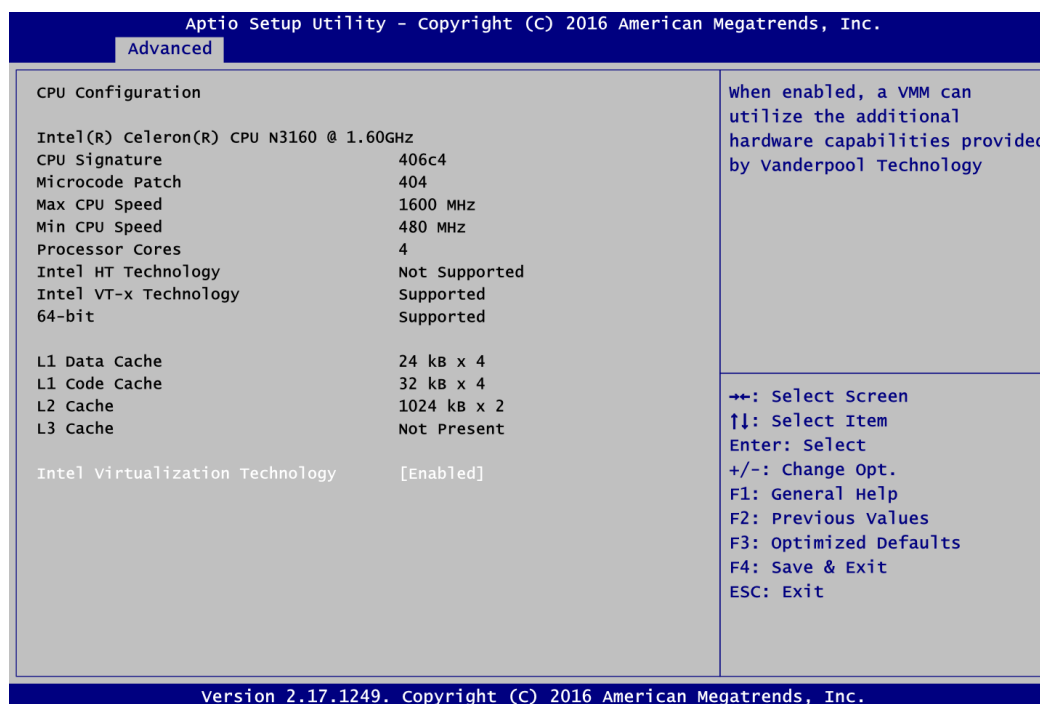 Aptio Setup Utility - Copyright (C) 2016 American Megatrends, Inc.
Advanced
CPU Configuration
Intel(R) Celeron(R) CPU N3160 @ 1.60GHz
CPU Signature 406c4
Microcode Patch 404
Max CPU Speed 1600 MHz
Min CPU Speed 480 MHz
Processor Cores 4
Intel HT Technology Not Supported
Intel VT-x Technology Supported
64-bit Supported
L1 Data Cache 24 kB x 4
L1 Code Cache 32 kB x 4
L2 Cache 1024 kB x 2
L3 Cache Not Present
Intel Virtualization Technology [Enabled]
When enabled, a VMM can
utilize the additional
hardware capabilities provided
by Vanderpool Technology
→←: Select Screen
↑↓: Select Item
Enter: Select
+/-: Change Opt.
F1: General Help
F2: Previous Values
F3: Optimized Defaults
F4: Save & Exit
ESC: Exit
Version 2.17.1249. Copyright (C) 2016 American Megatrends, Inc.